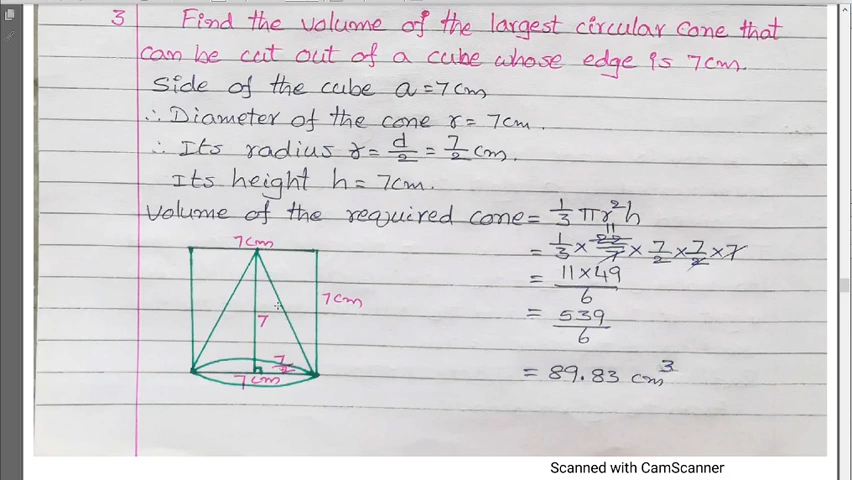 3 Find the volume of the largest circular cone that
can be cut out of a cube whose edge is 7cm.
Side of the cube a = 7cm
∴ Diameter of the cone r = 7cm.
∴ Its radius r = d/2 = 7/2 cm.
Its height h = 7cm.
Volume of the required cone = 1/3 πr²h
= 1/3 × 22/7 × 7/2 × 7/2 × 7
11
= 11×49/6
= 539/6
= 89.83 cm³
7cm
7cm
7
7/2
7cm
Scanned with CamScanner